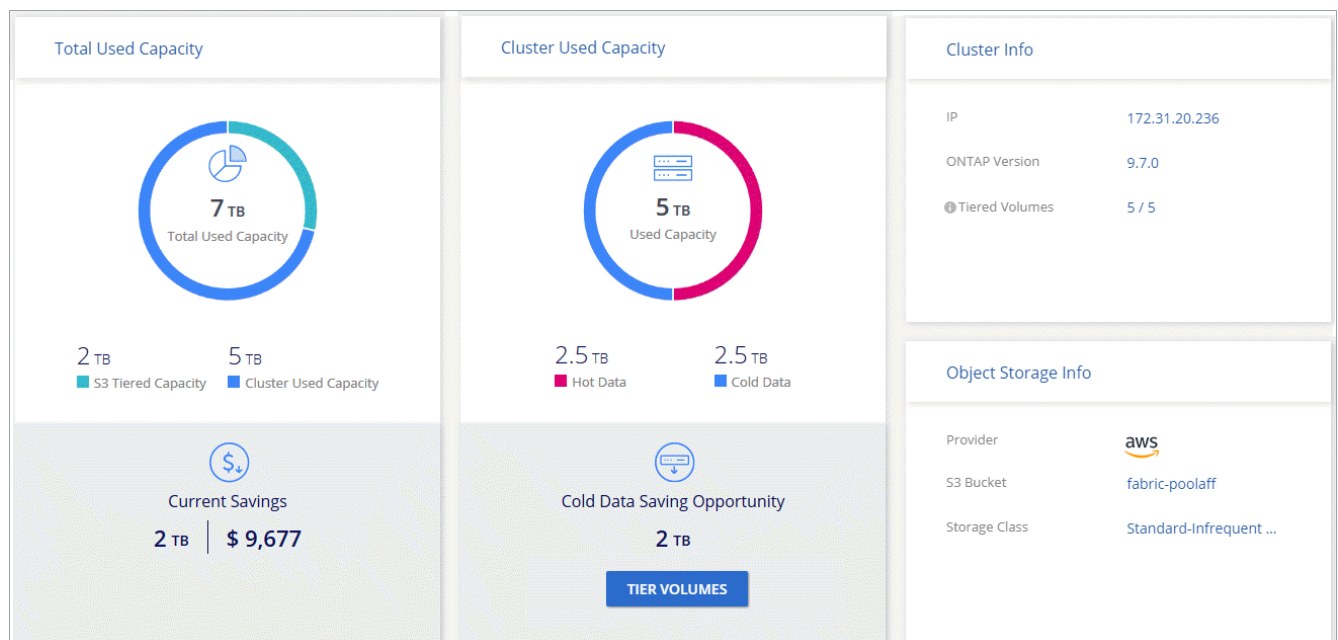 Total Used Capacity
7 TB
Total Used Capacity
2 TB
S3 Tiered Capacity
5 TB
Cluster Used Capacity
$
Current Savings
2 TB
$ 9,677
Cluster Used Capacity
5 TB
Used Capacity
2.5 TB
Hot Data
2.5 TB
Cold Data
Cold Data Saving Opportunity
2 TB
TIER VOLUMES
Cluster Info
IP 172.31.20.236
ONTAP Version 9.7.0
i Tiered Volumes 5 / 5
Object Storage Info
Provider aws
S3 Bucket fabric-poolaff
Storage Class Standard-Infrequent ...